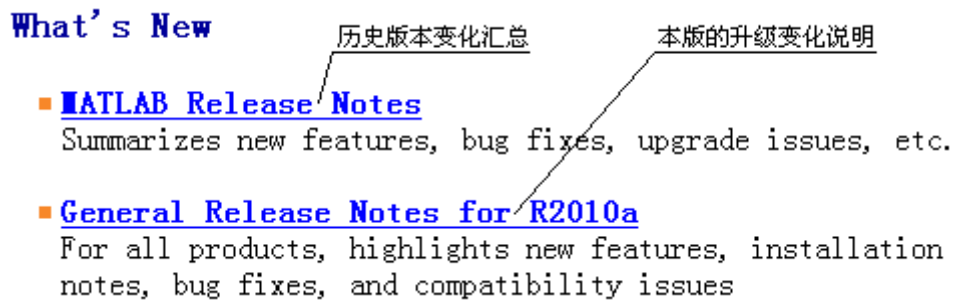 What's New
历史版本变化汇总
本版的升级变化说明
MATLAB Release Notes
Summarizes new features, bug fixes, upgrade issues, etc.
General Release Notes for R2010a
For all products, highlights new features, installation
notes, bug fixes, and compatibility issues